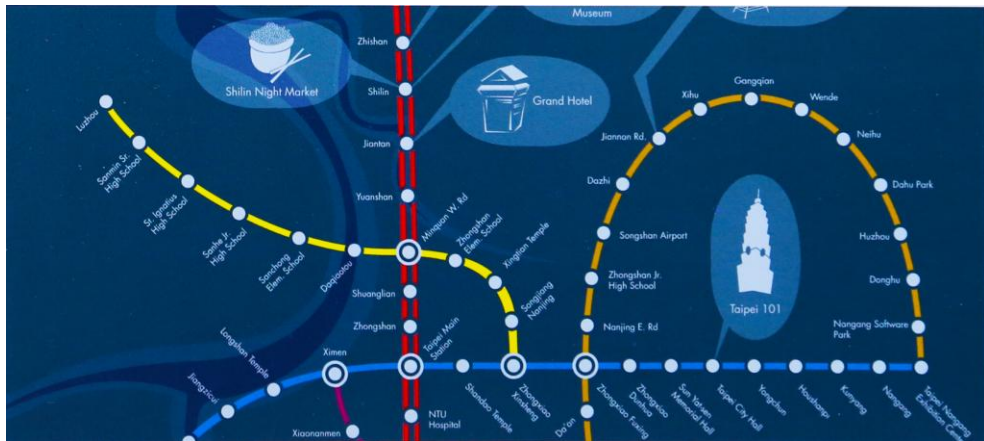 Museum
Zhishan
Shilin Night Market
Shilin
Grand Hotel
Jiantan
Yuanshan
Luzhou
Sanmin St.
High School
St. Ignatius
High School
Sanhe Jr.
High School
Sanchong
Elem. School
Daqiaotou
Minquan W. Rd
Zhongshan
Elem. School
Xingtian Temple
Songjiang
Nanjing
Shuanglian
Zhongshan
Taipei Main
Station
Gangqian
Xihu
Wende
Jiannan Rd.
Neihu
Dazhi
Dahu Park
Songshan Airport
Huzhou
Zhongshan Jr.
High School
Donghu
Nanjing E. Rd
Nangang Software
Park
Taipei 101
Ximen
Longshan Temple
Jiangzicui
Xiaonanmen
NTU
Hospital
Shandao Temple
Zhongxiao
Xinsheng
Zhongxiao Fuxing
Da'an
Zhongxiao
Dunhua
Sun Yat-sen
Memorial Hall
Taipei City Hall
Yongchun
Houshanpi
Kunyang
Nangang
Taipei Nangang
Exhibition Center